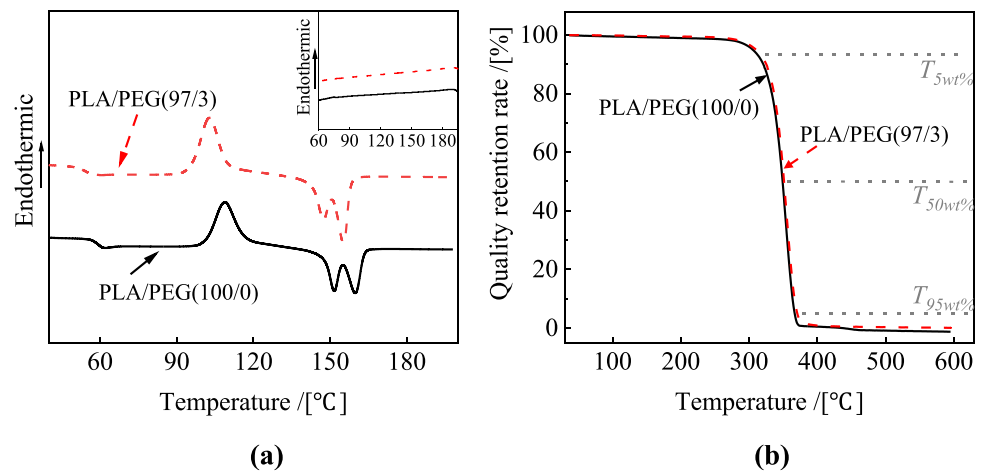 Endothermic
PLA/PEG(97/3)
PLA/PEG(100/0)
60 90 120 150 180
Temperature /[℃]
Endothermic
60 90 120 150 180
(a)
Quality retention rate /[%]
100
80
60
40
20
0
T5wt%
PLA/PEG(100/0)
PLA/PEG(97/3)
T50wt%
T95wt%
100 200 300 400 500 600
Temperature /[℃]
(b)